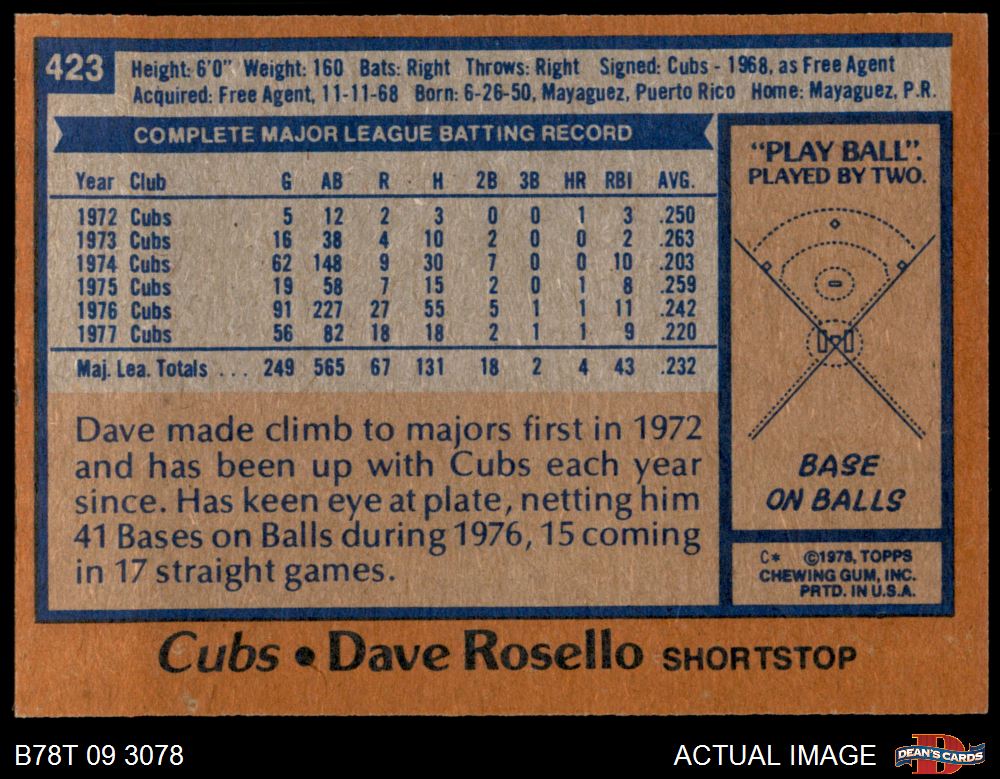 423
Height: 6'0" Weight: 160 Bats: Right Throws: Right Signed: Cubs - 1968, as Free Agent
Acquired: Free Agent, 11-11-68 Born: 6-26-50, Mayaguez, Puerto Rico Home: Mayaguez, P.R.
COMPLETE MAJOR LEAGUE BATTING RECORD
Year Club G AB R H 2B 3B HR RBI AVG.
1972 Cubs 5 12 2 3 0 0 1 3 .250
1973 Cubs 16 38 4 10 2 0 0 2 .263
1974 Cubs 62 148 9 30 7 0 0 10 .203
1975 Cubs 19 58 7 15 2 0 1 8 .259
1976 Cubs 91 227 27 55 5 1 1 11 .242
1977 Cubs 56 82 18 18 2 1 1 9 .220
Maj. Lea. Totals . . . 249 565 67 131 18 2 4 43 .232
Dave made climb to majors first in 1972
and has been up with Cubs each year
since. Has keen eye at plate, netting him
41 Bases on Balls during 1976, 15 coming
in 17 straight games.
"PLAY BALL".
PLAYED BY TWO.
BASE
ON BALLS
C* ©1978, TOPPS
CHEWING GUM, INC.
PRTD. IN U.S.A.
Cubs • Dave Rosello SHORTSTOP
B78T 09 3078
ACTUAL IMAGE
DEAN'S CARDS